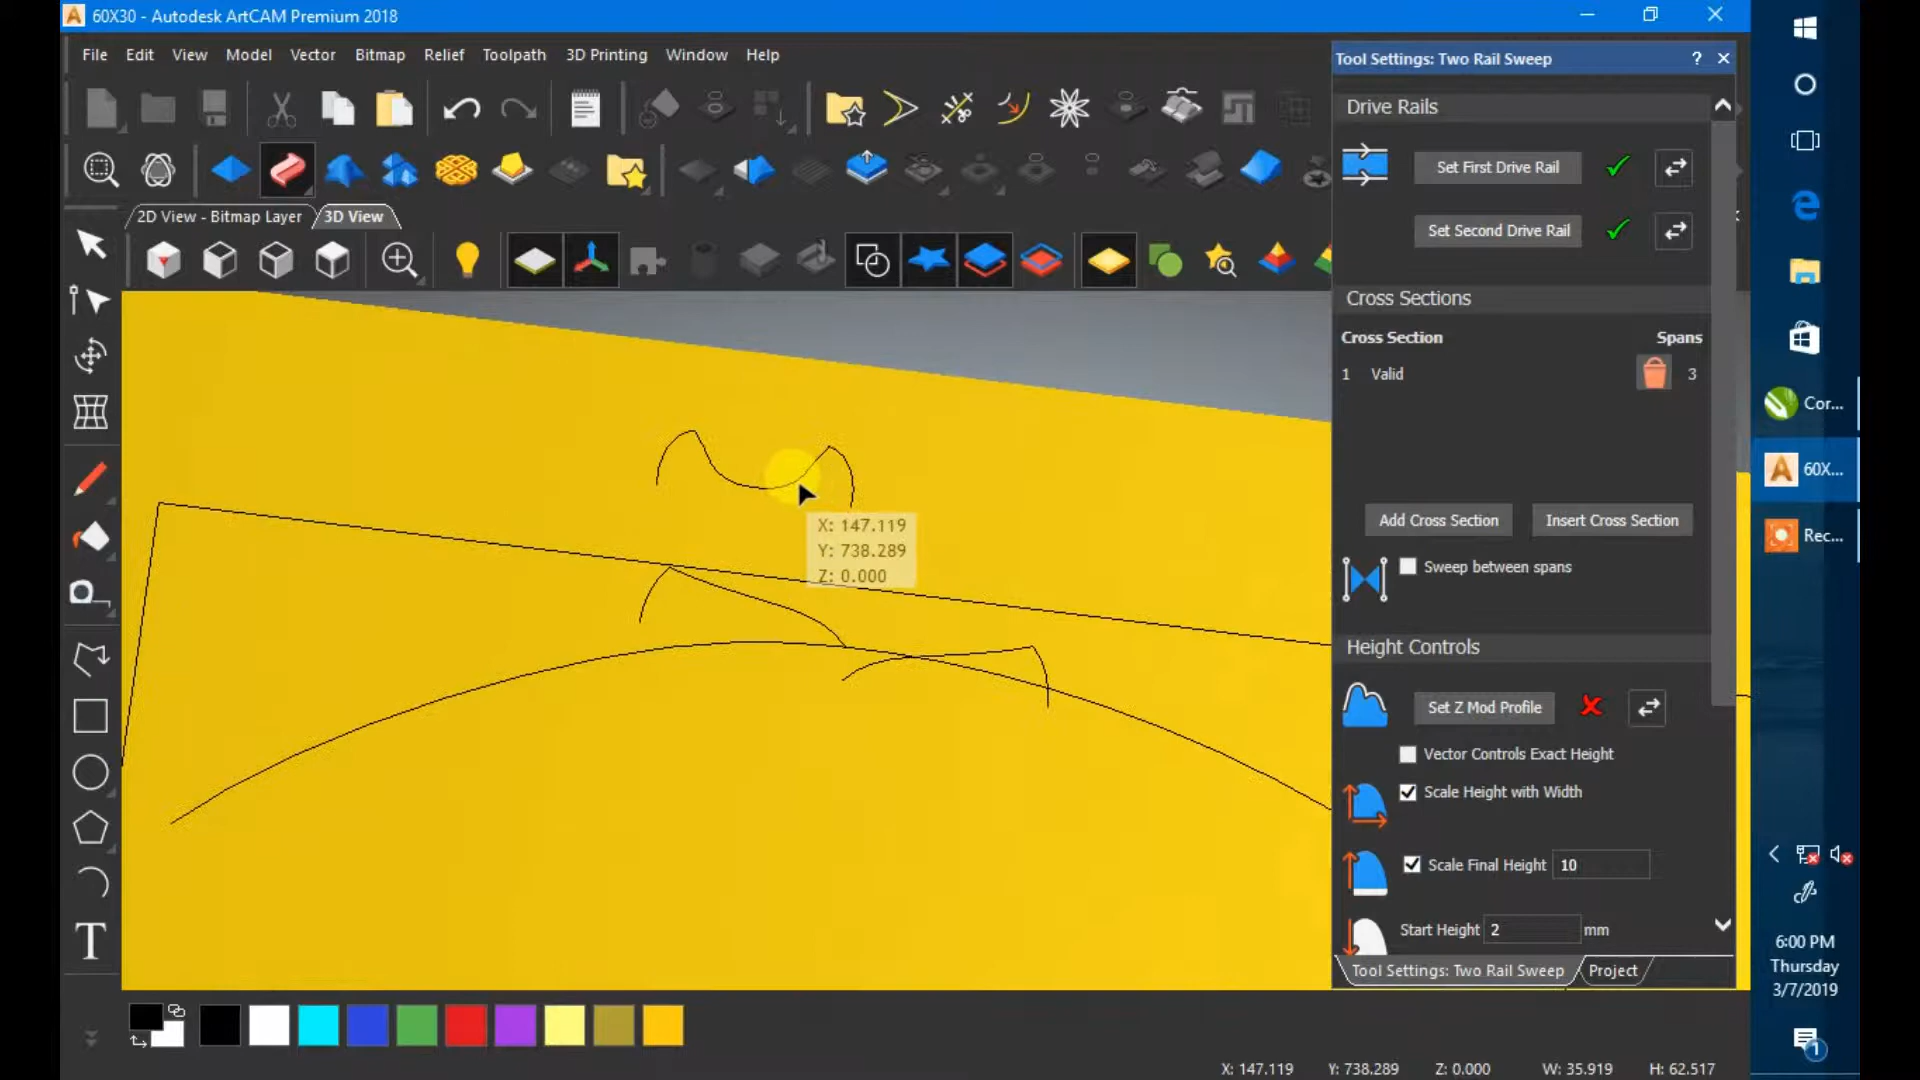 60X30 - Autodesk ArtCAM Premium 2018
File Edit View Model Vector Bitmap Relief Toolpath 3D Printing Window Help
2D View - Bitmap Layer
3D View
X: 147.119
Y: 738.289
Z: 0.000
Tool Settings: Two Rail Sweep
?
Drive Rails
Set First Drive Rail
Set Second Drive Rail
Cross Sections
Cross Section Spans
1 Valid 3
Add Cross Section Insert Cross Section
Sweep between spans
Height Controls
Set Z Mod Profile
Vector Controls Exact Height
Scale Height with Width
Scale Final Height 10
Start Height 2 mm
Tool Settings: Two Rail Sweep
Project
X: 147.119 Y: 738.289 Z: 0.000 W: 35.919 H: 62.517
Cor...
60X...
Rec...
6:00 PM
Thursday
3/7/2019
1